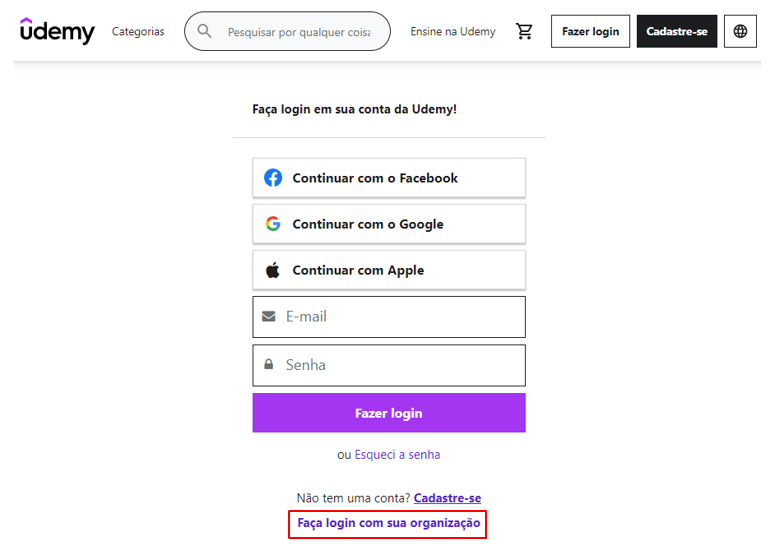 udemy Categorias Pesquisar por qualquer coisa Ensine na Udemy Fazer login Cadastre-se
Faça login em sua conta da Udemy!
Continuar com o Facebook
Continuar com o Google
Continuar com Apple
E-mail
Senha
Fazer login
ou Esqueci a senha
Não tem uma conta? Cadastre-se
Faça login com sua organização